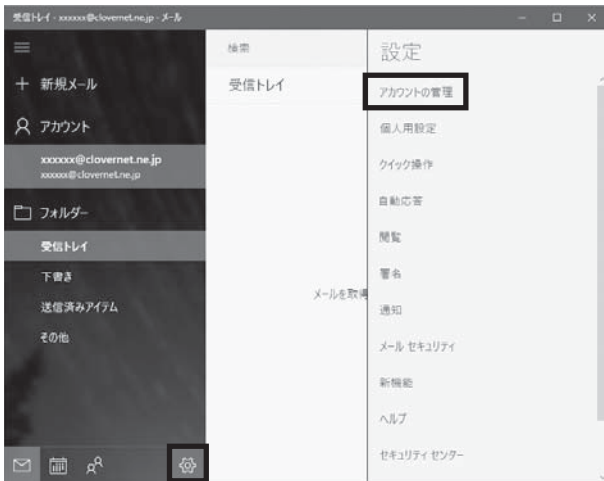 受信トレイ - xxxxxx@clovernet.ne.jp - メール
新規メール
アカウント
xxxxxx@clovernet.ne.jp
xxxxxx@clovernet.ne.jp
フォルダー
受信トレイ
下書き
送信済みアイテム
その他
検索
受信トレイ
メールを取得
設定
アカウントの管理
個人用設定
クイック操作
自動応答
閲覧
署名
通知
メール セキュリティ
新機能
ヘルプ
セキュリティ センター